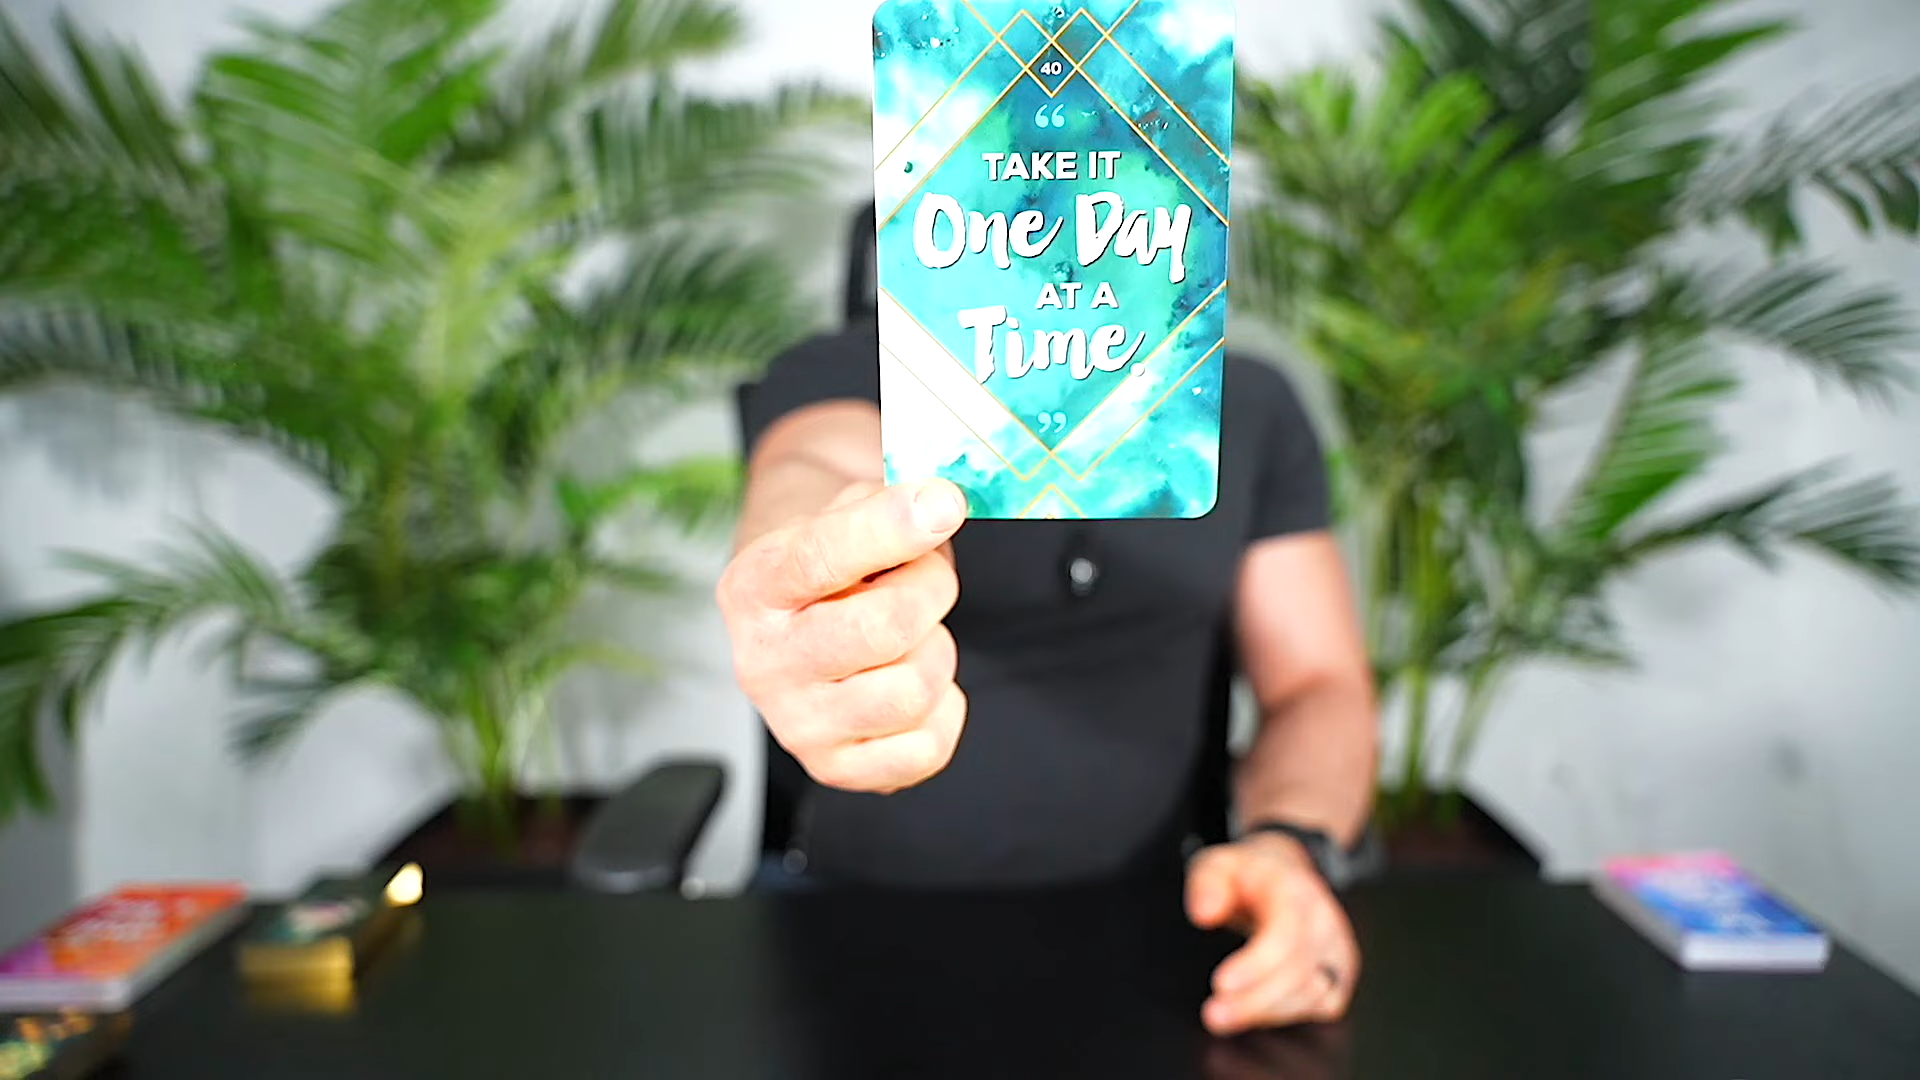 40
“
TAKE IT
One Day
AT A
Time.
”